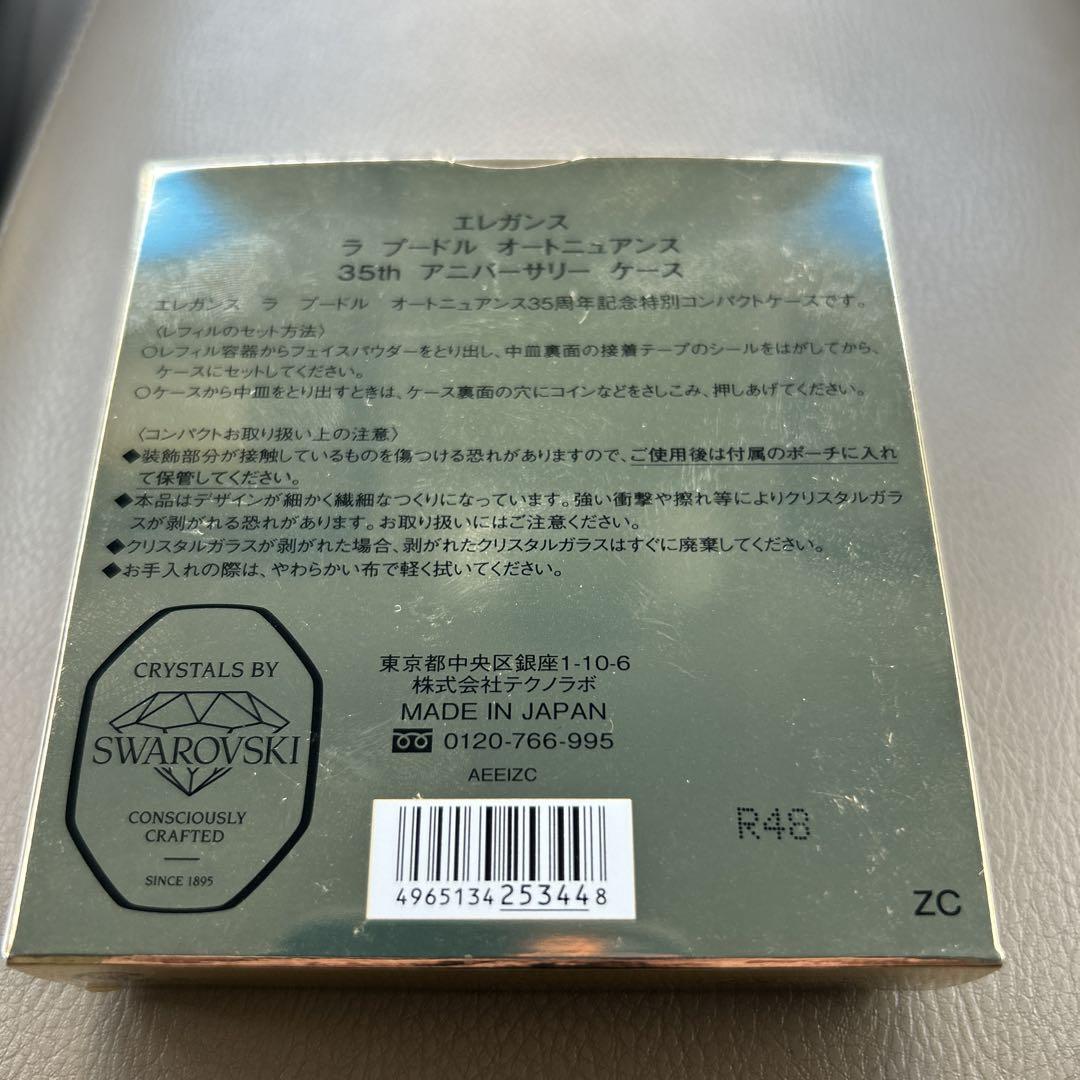 エレガンス
ラ プードル オートニュアンス
35th アニバーサリー ケース
エレガンス ラ プードル オートニュアンス35周年記念特別コンパクトケースです。
〈レフィルのセット方法〉
○レフィル容器からフェイスパウダーをとり出し、中皿裏面の接着テープのシールをはがしてから、
ケースにセットしてください。
○ケースから中皿をとり出すときは、ケース裏面の穴にコインなどをさしこみ、押しあげてください。
〈コンパクトお取り扱い上の注意〉
◆装飾部分が接触しているものを傷つける恐れがありますので、ご使用後は付属のポーチに入れ
て保管してください。
◆本品はデザインが細かく繊細なつくりになっています。強い衝撃や擦れ等によりクリスタルガラ
スが剥がれる恐れがあります。お取り扱いにはご注意ください。
◆クリスタルガラスが剥がれた場合、剥がれたクリスタルガラスはすぐに廃棄してください。
◆お手入れの際は、やわらかい布で軽く拭いてください。
CRYSTALS BY
SWAROVSKI
CONSCIOUSLY
CRAFTED
SINCE 1895
東京都中央区銀座1-10-6
株式会社テクノラボ
MADE IN JAPAN
0120-766-995
AEEIZC
4965134253448
R48
ZC